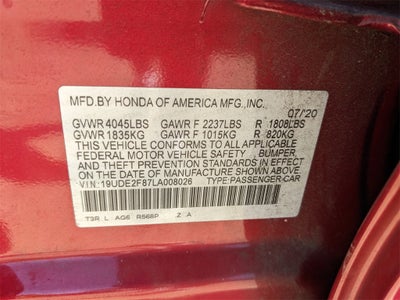 MFD. BY HONDA OF AMERICA MFG., INC. 07/20
GVWR 4045LBS GAWR F 2237LBS R 1808LBS
GVWR 1835KG GAWR F 1015KG R 820KG
THIS VEHICLE CONFORMS TO ALL APPLICABLE
FEDERAL MOTOR VEHICLE SAFETY, BUMPER
AND THEFT PREVENTION STANDARDS IN EFFECT ON THE
DATE OF MANUFACTURE SHOWN ABOVE.
VIN: 19UDE2F87LA008026 TYPE: PASSENGER CAR
T3R L AG6 R568P Z A